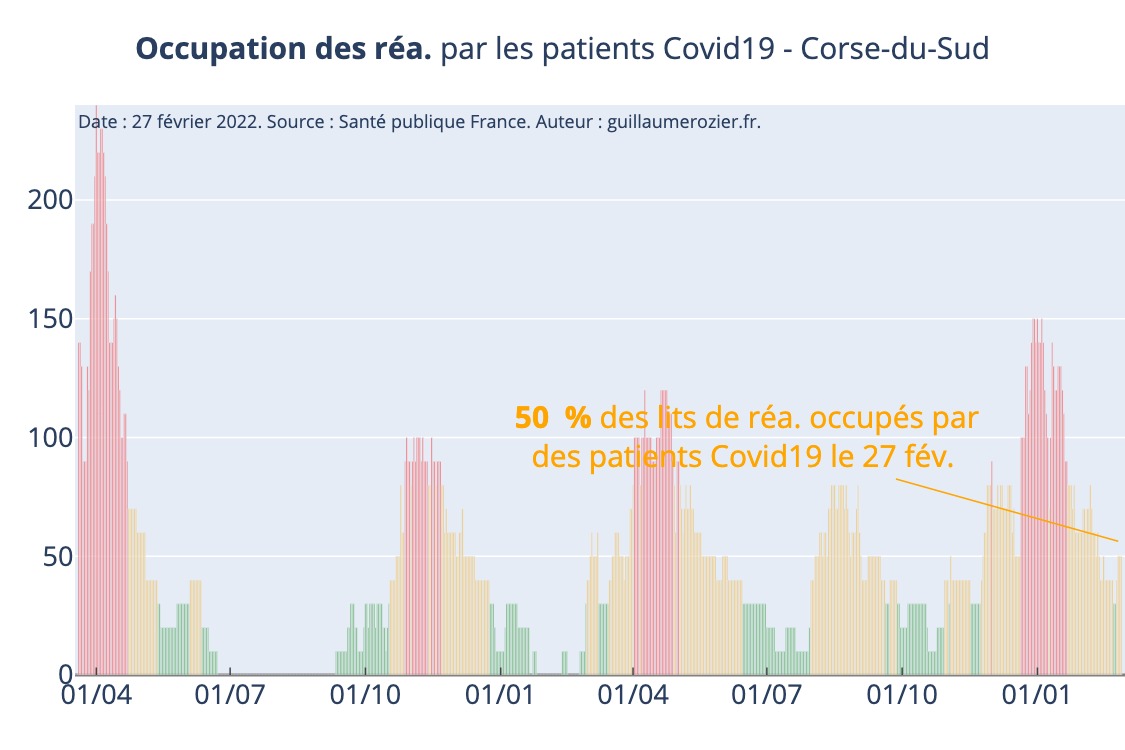 Occupation des réa. par les patients Covid19 - Corse-du-Sud
Date : 27 février 2022. Source : Santé publique France. Auteur : guillaumerozier.fr.
200
150
100
50
0
50  % des lits de réa. occupés par
des patients Covid19 le 27 fév.
01/04 01/07 01/10 01/01 01/04 01/07 01/10 01/01